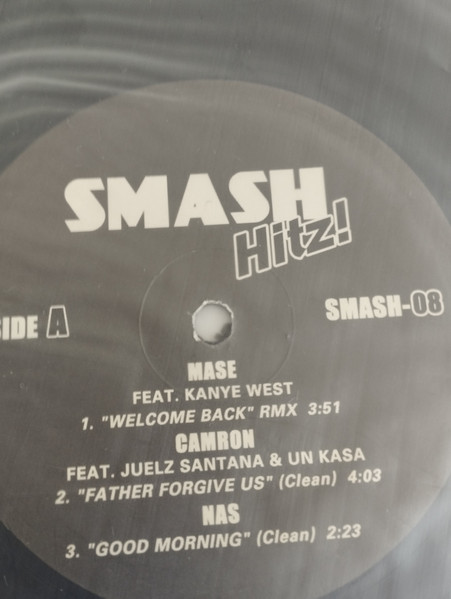 SMASH
Hitz!
SIDE A
SMASH-08
MASE
FEAT. KANYE WEST
1. "WELCOME BACK" RMX 3:51
CAMRON
FEAT. JUELZ SANTANA & UN KASA
2. "FATHER FORGIVE US" (Clean) 4:03
NAS
3. "GOOD MORNING" (Clean) 2:23